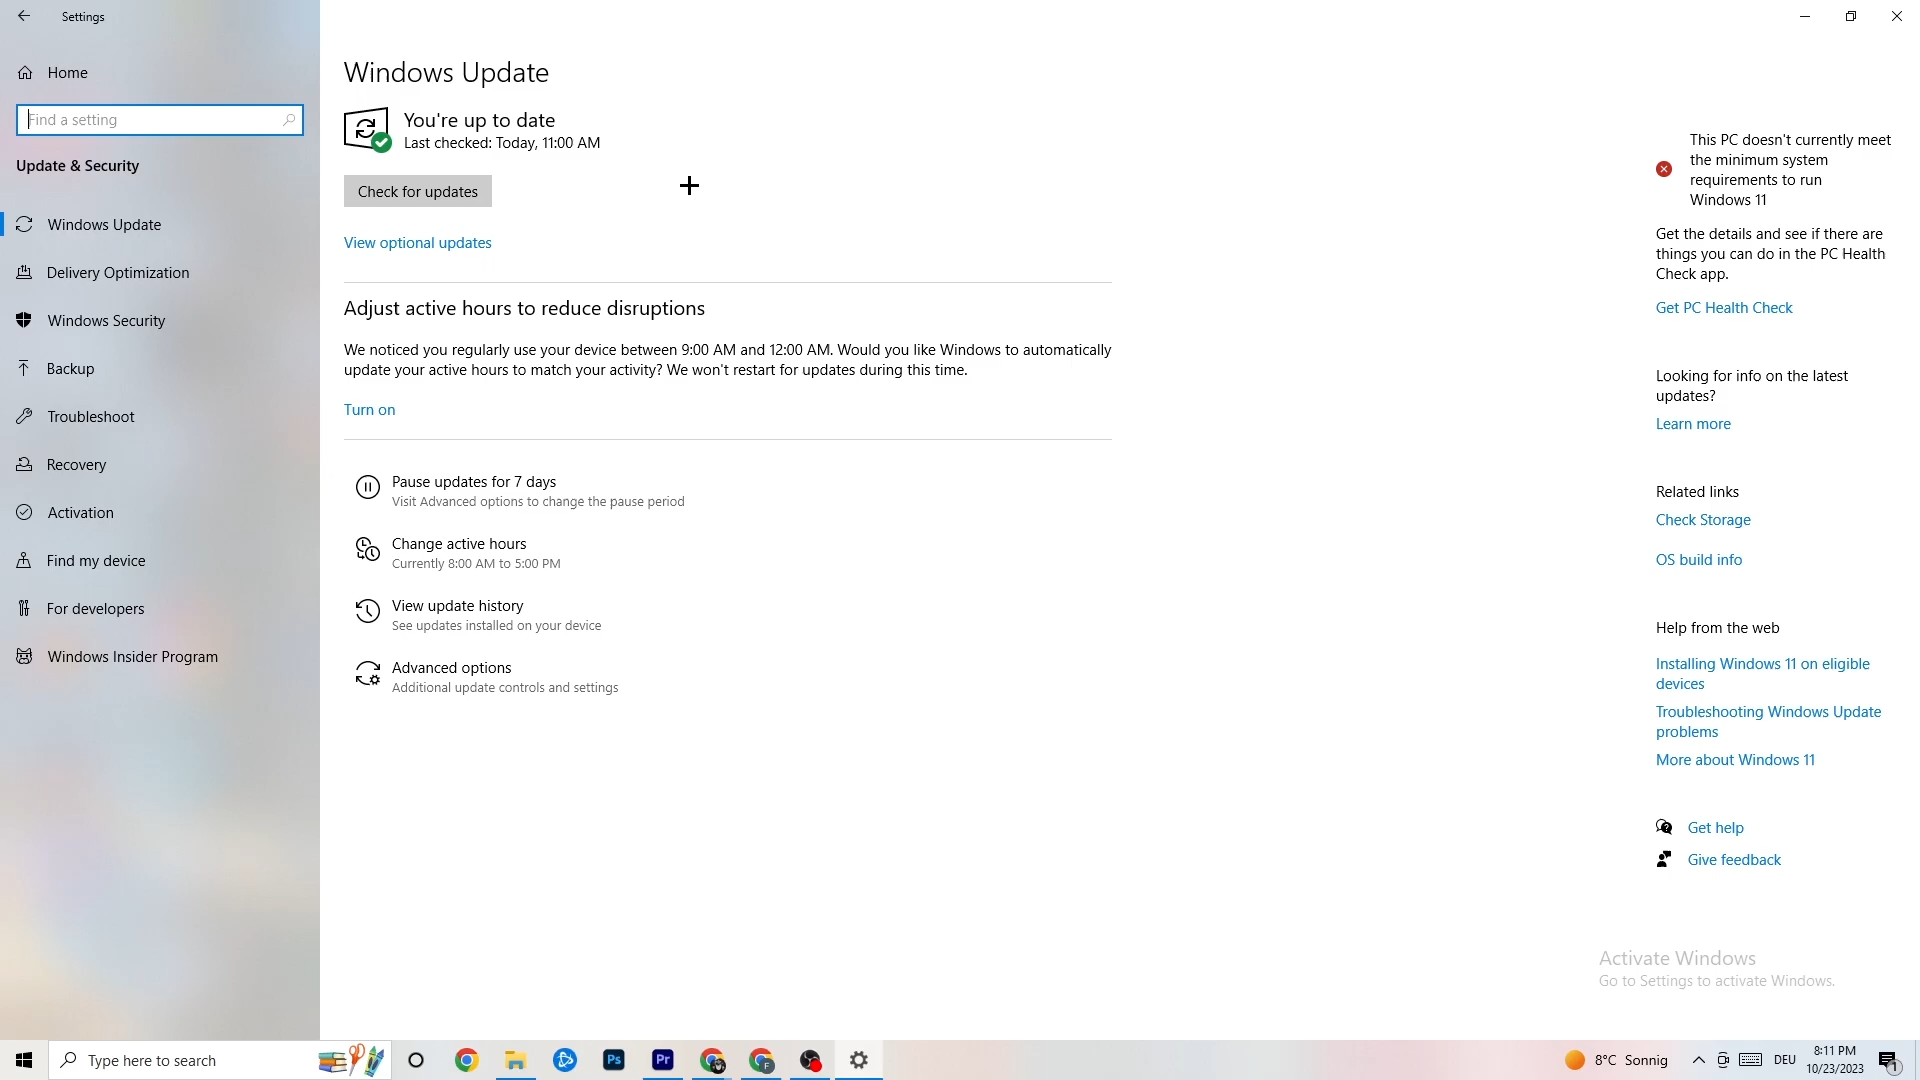 Settings
Home
Find a setting
Update & Security
Windows Update
Delivery Optimization
Windows Security
Backup
Troubleshoot
Recovery
Activation
Find my device
For developers
Windows Insider Program
Windows Update
You're up to date
Last checked: Today, 11:00 AM
Check for updates
View optional updates
Adjust active hours to reduce disruptions
We noticed you regularly use your device between 9:00 AM and 12:00 AM. Would you like Windows to automatically
update your active hours to match your activity? We won't restart for updates during this time.
Turn on
Pause updates for 7 days
Visit Advanced options to change the pause period
Change active hours
Currently 8:00 AM to 5:00 PM
View update history
See updates installed on your device
Advanced options
Additional update controls and settings
This PC doesn't currently meet
the minimum system
requirements to run
Windows 11
Get the details and see if there are
things you can do in the PC Health
Check app.
Get PC Health Check
Looking for info on the latest
updates?
Learn more
Related links
Check Storage
OS build info
Help from the web
Installing Windows 11 on eligible
devices
Troubleshooting Windows Update
problems
More about Windows 11
Get help
Give feedback
Activate Windows
Go to Settings to activate Windows.
Type here to search
Ps
Pr
F
8°C Sonnig
DEU
8:11 PM
10/23/2023
1